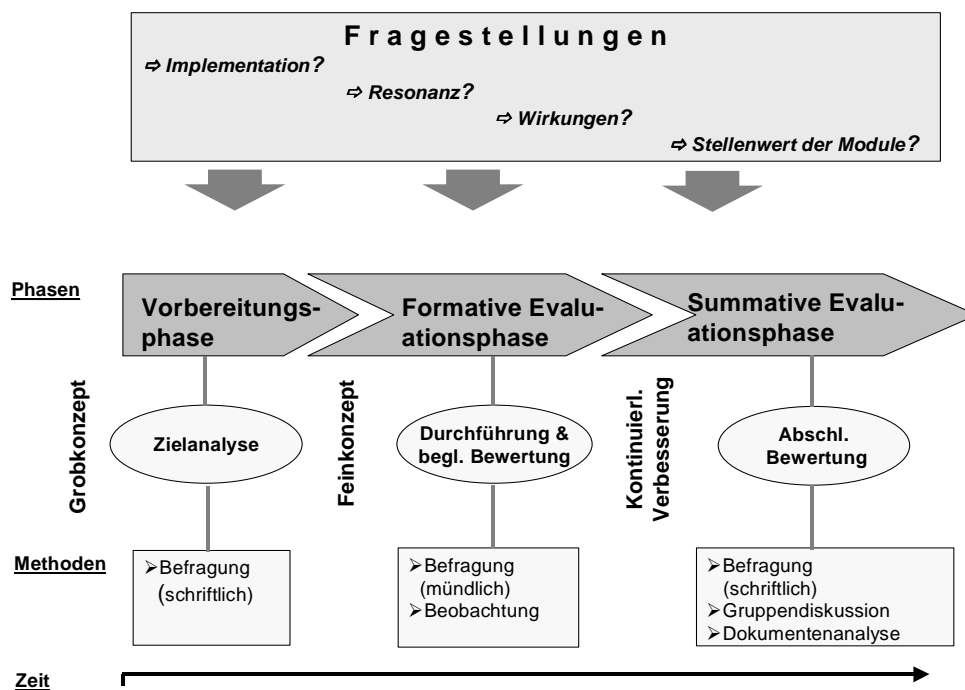 Fragestellungen
⇨ Implementation?
⇨ Resonanz?
⇨ Wirkungen?
⇨ Stellenwert der Module?
Phasen
Vorbereitungs-
phase
Formative Evalu-
ationsphase
Summative Evalu-
ationsphase
Grobkonzept
Zielanalyse
Feinkonzept
Durchführung &
begl. Bewertung
Kontinuierl.
Verbesserung
Abschl.
Bewertung
Methoden
➢Befragung
(schriftlich)
➢Befragung
(mündlich)
➢Beobachtung
➢Befragung
(schriftlich)
➢Gruppendiskussion
➢Dokumentenanalyse
Zeit